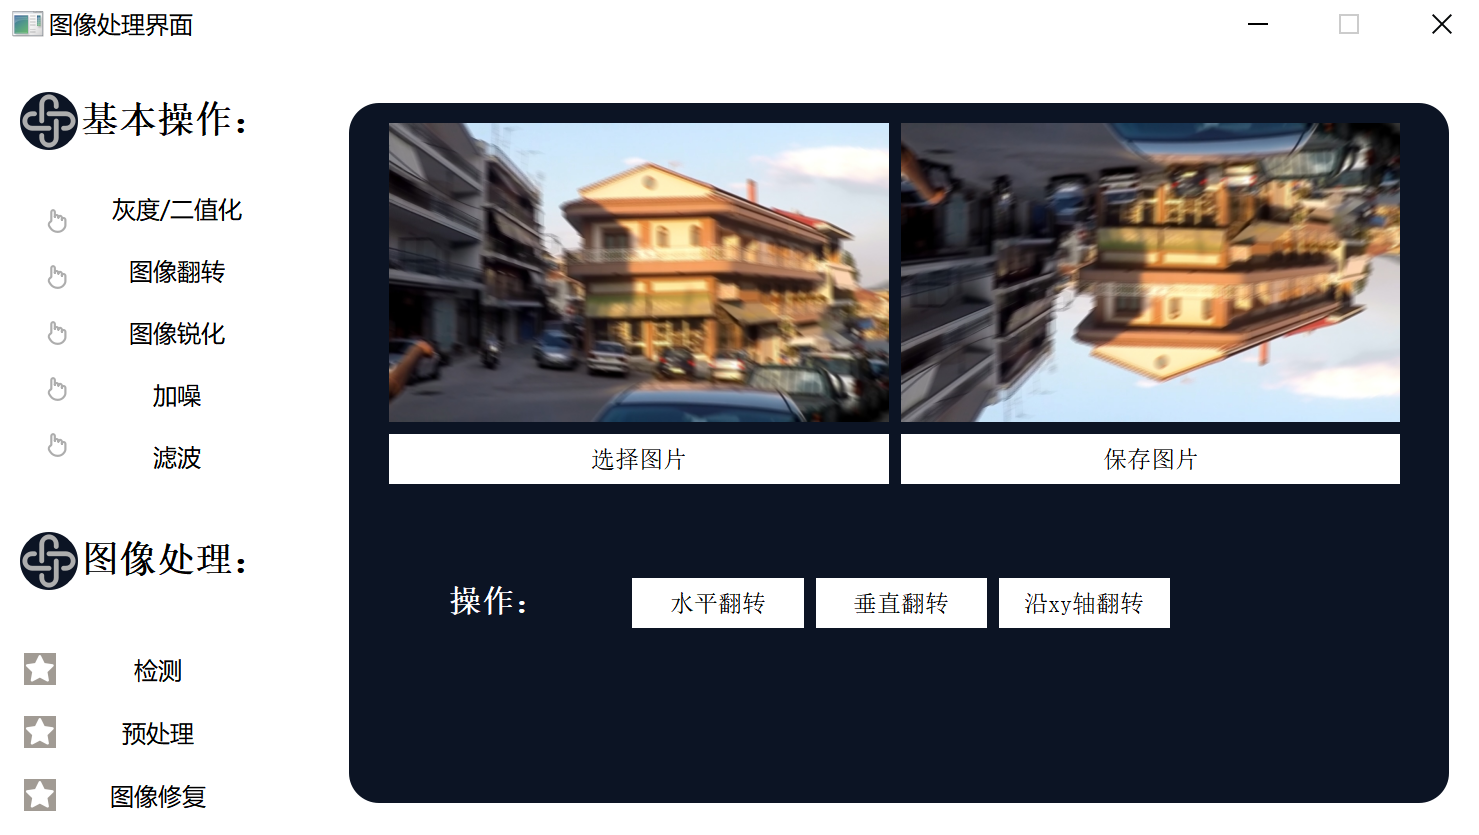 图像处理界面
基本操作：
灰度/二值化
图像翻转
图像锐化
加噪
滤波
图像处理：
检测
预处理
图像修复
选择图片
保存图片
操作：
水平翻转
垂直翻转
沿xy轴翻转